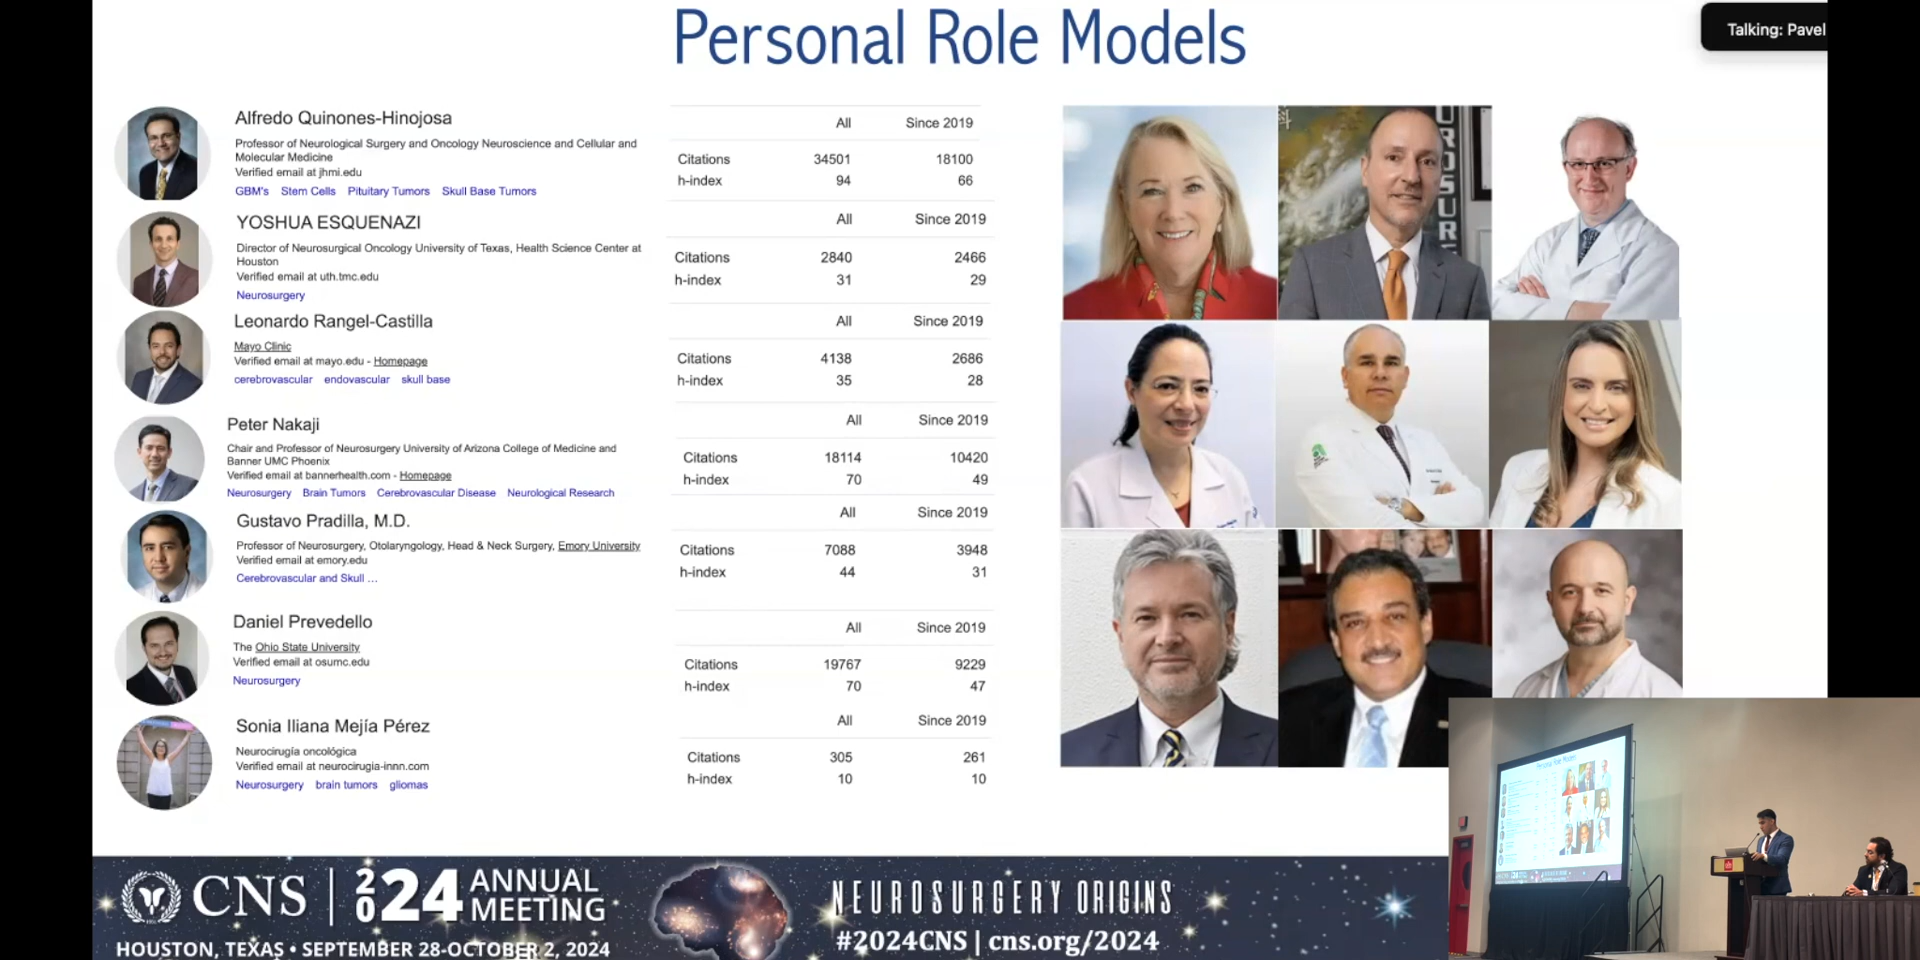 Personal Role Models
Talking: Pavel
Alfredo Quinones-Hinojosa
Professor of Neurological Surgery and Oncology Neuroscience and Cellular and
Molecular Medicine
Verified email at jhmi.edu
GBM's Stem Cells Pituitary Tumors Skull Base Tumors
All Since 2019
Citations 34501 18100
h-index 94 66
YOSHUA ESQUENAZI
Director of Neurosurgical Oncology University of Texas, Health Science Center at
Houston
Verified email at uth.tmc.edu
Neurosurgery
All Since 2019
Citations 2840 2466
h-index 31 29
Leonardo Rangel-Castilla
Mayo Clinic
Verified email at mayo.edu - Homepage
cerebrovascular endovascular skull base
All Since 2019
Citations 4138 2686
h-index 35 28
Peter Nakaji
Chair and Professor of Neurosurgery University of Arizona College of Medicine and
Banner UMC Phoenix
Verified email at bannerhealth.com - Homepage
Neurosurgery Brain Tumors Cerebrovascular Disease Neurological Research
All Since 2019
Citations 18114 10420
h-index 70 49
Gustavo Pradilla, M.D.
Professor of Neurosurgery, Otolaryngology, Head & Neck Surgery, Emory University
Verified email at emory.edu
Cerebrovascular and Skull ...
All Since 2019
Citations 7088 3948
h-index 44 31
Daniel Prevedello
The Ohio State University
Verified email at osumc.edu
Neurosurgery
All Since 2019
Citations 19767 9229
h-index 70 47
Sonia Iliana Mejía Pérez
Neurocirugía oncológica
Verified email at neurocirugia-innn.com
Neurosurgery brain tumors gliomas
All Since 2019
Citations 305 261
h-index 10 10
科
UROSURE
CNS 2024 ANNUAL
MEETING
HOUSTON, TEXAS • SEPTEMBER 28-OCTOBER 2, 2024
NEUROSURGERY ORIGINS
#2024CNS | cns.org/2024
Personal Role Models